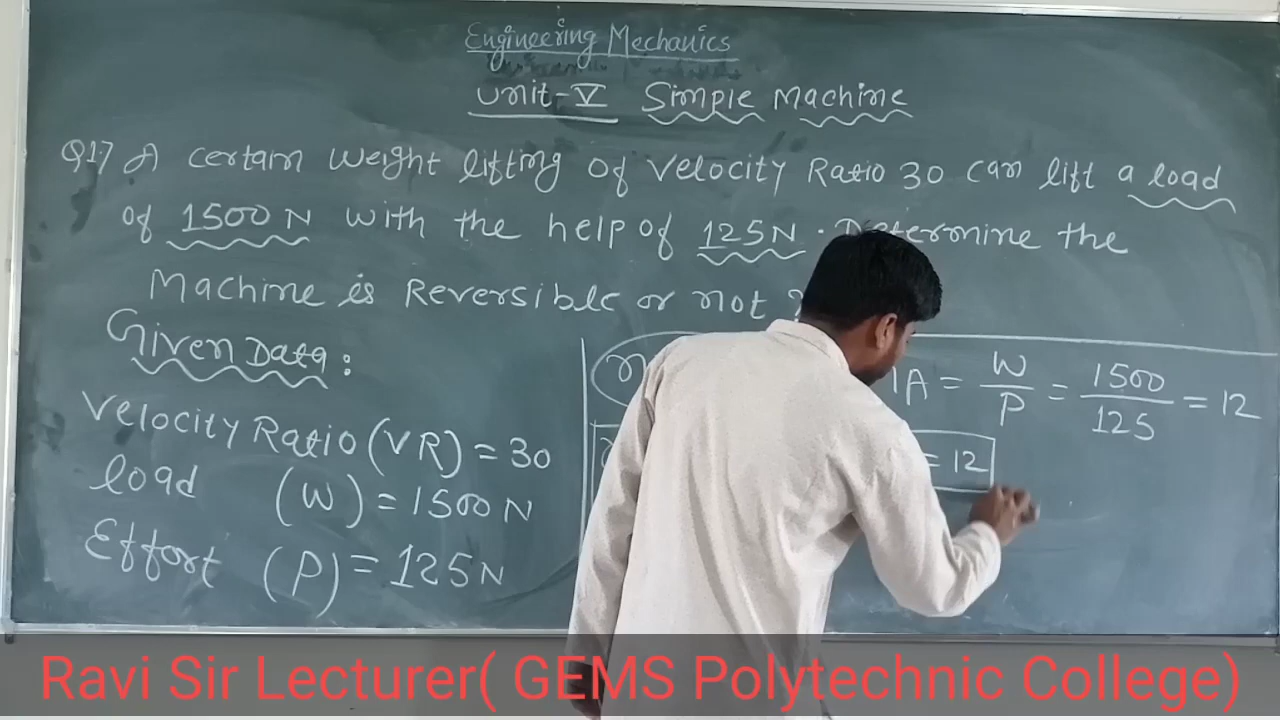 Engineering Mechanics
Unit-V Simple Machine
Q17 A certain Weight lifting of Velocity Ratio 30 can lift a load
of 1500 N with the help of 125N. Determine the
Machine is Reversible or not ?
Given Data :
Velocity Ratio (VR) = 30
load (W) = 1500 N
Effort (P) = 125 N
A = W/P = 1500/125 = 12
= 12
Ravi Sir Lecturer( GEMS Polytechnic College)